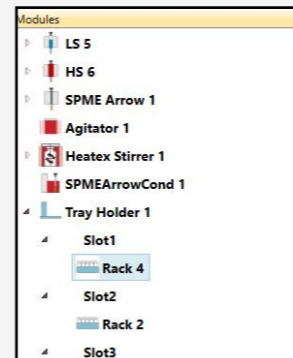 Modules
LS 5
HS 6
SPME Arrow 1
Agitator 1
Heatex Stirrer 1
SPMEArrowCond 1
Tray Holder 1
Slot1
Rack 4
Slot2
Rack 2
Slot3